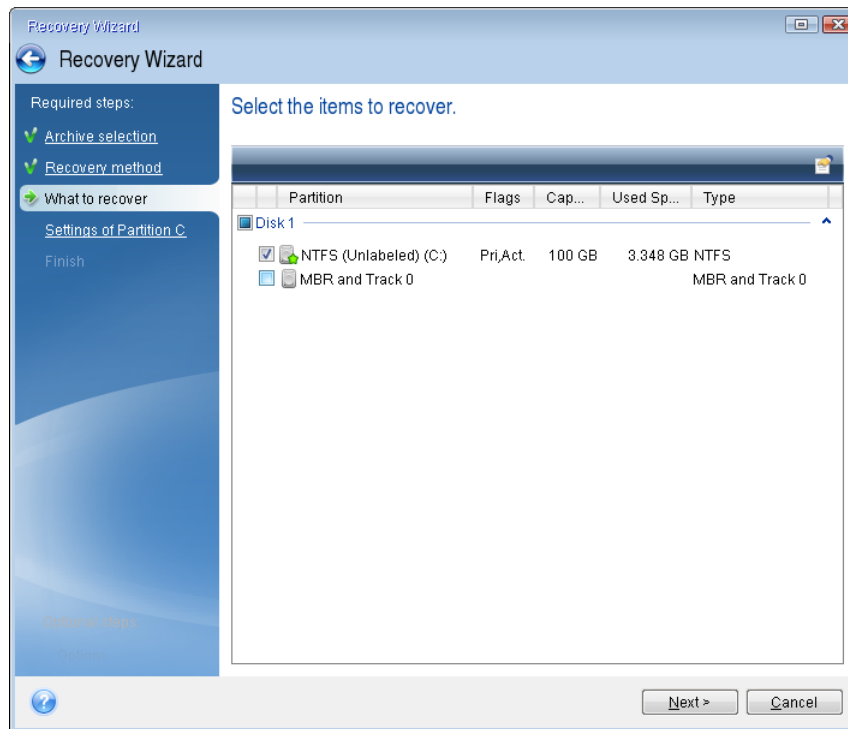 Recovery Wizard
Recovery Wizard
Required steps:
Archive selection
Recovery method
What to recover
Settings of Partition C
Finish
Select the items to recover.
Partition Flags Cap... Used Sp... Type
Disk 1
NTFS (Unlabeled) (C:) Pri,Act. 100 GB 3.348 GB NTFS
MBR and Track 0 MBR and Track 0
Next >
Cancel